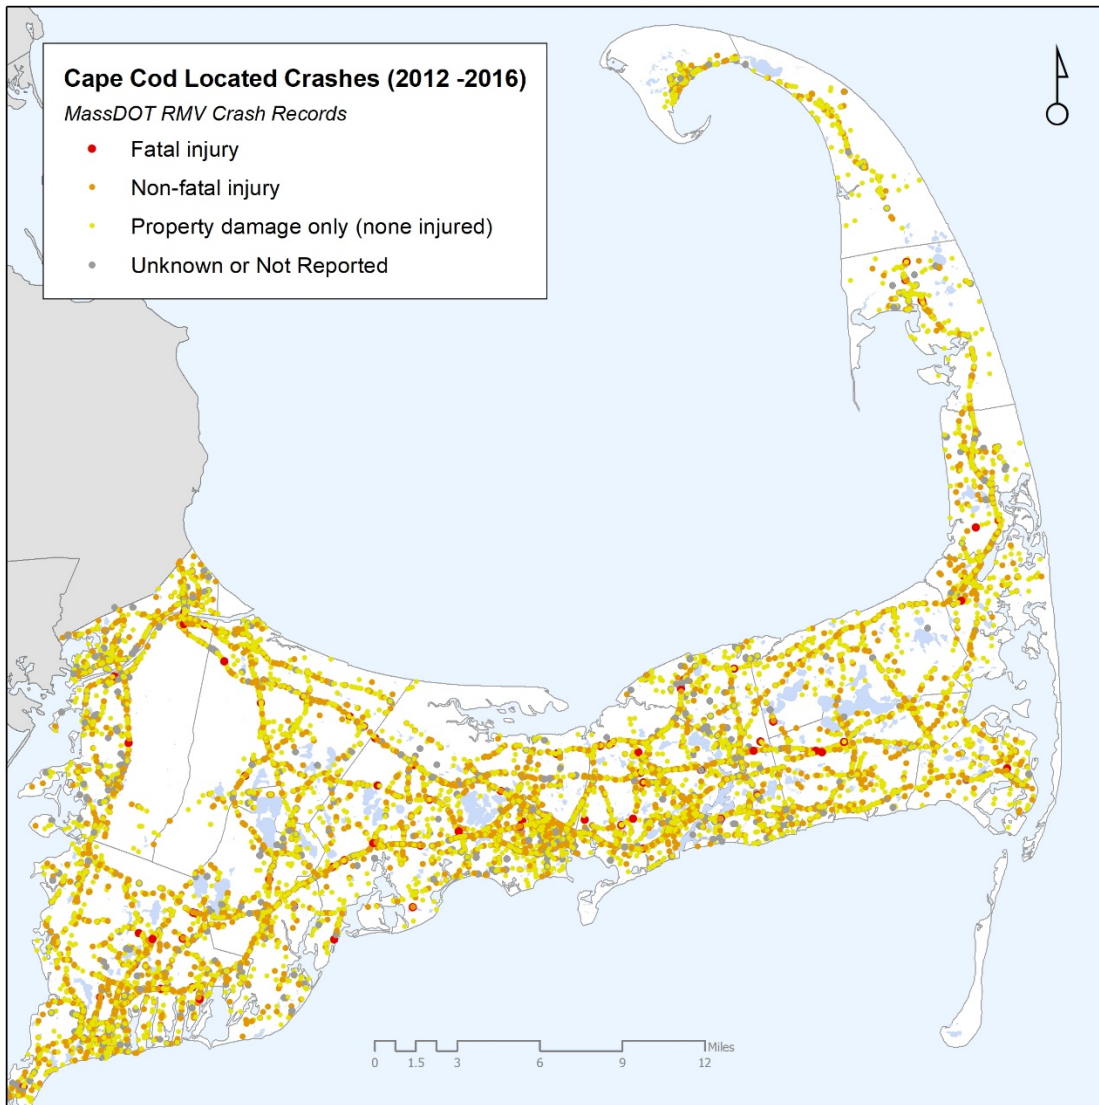 Cape Cod Located Crashes (2012 -2016)
MassDOT RMV Crash Records
Fatal injury
Non-fatal injury
Property damage only (none injured)
Unknown or Not Reported
Miles
0 1.5 3 6 9 12